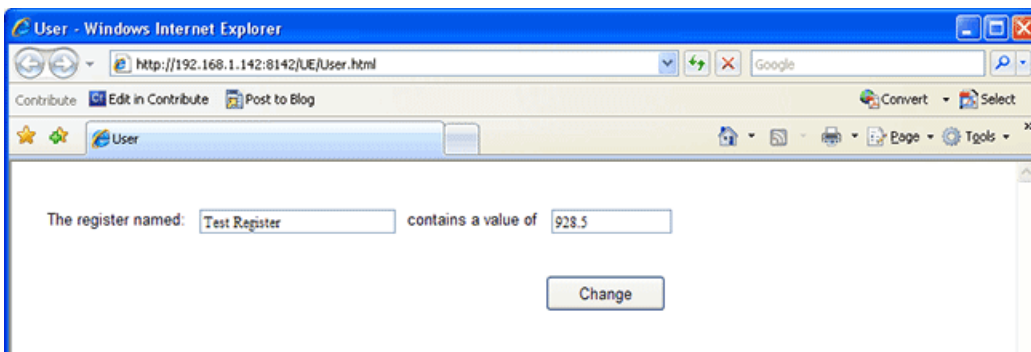 User - Windows Internet Explorer
http://192.168.1.142:8142/UE/User.html
Google
Contribute Edit in Contribute Post to Blog Convert Select
User Page Tools »
The register named: Test Register contains a value of 928.5
Change